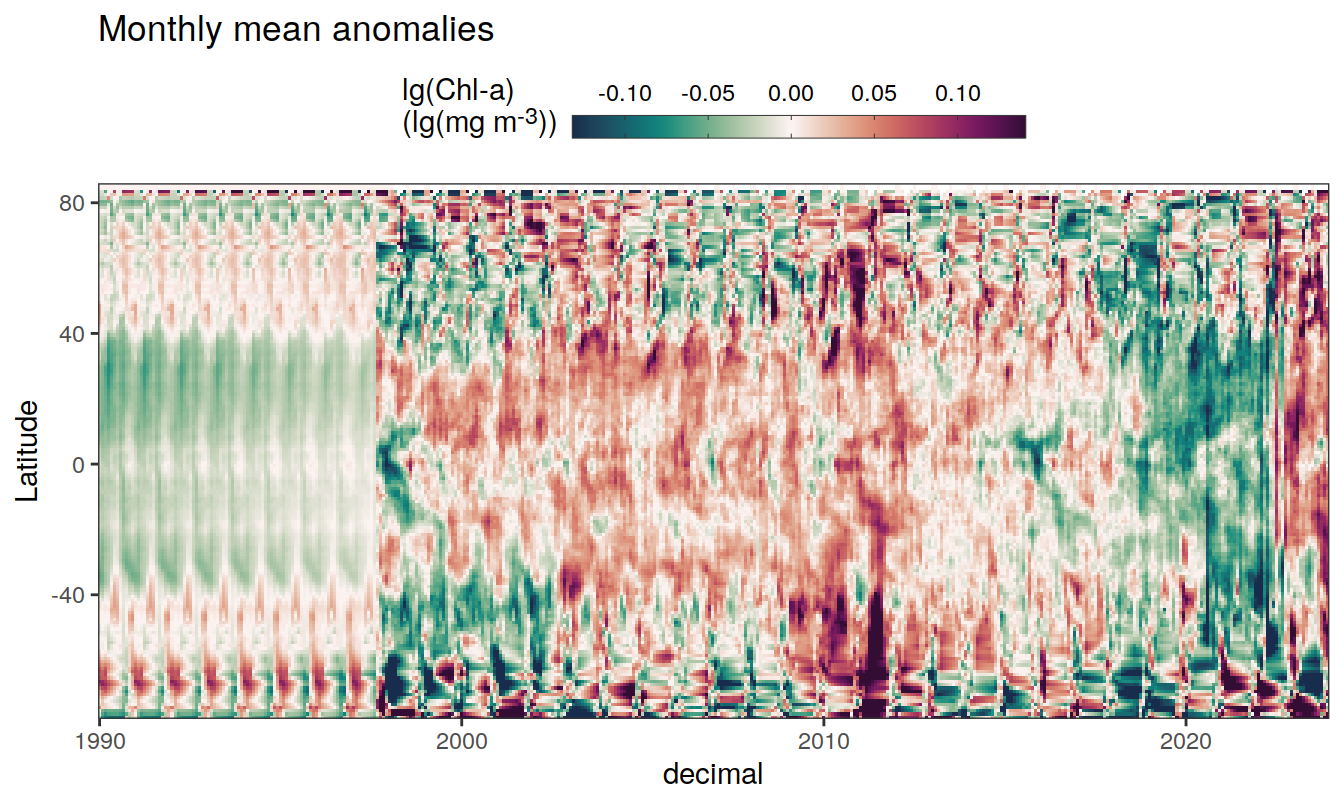 Monthly mean anomalies
lg(Chl-a)
(lg(mg m⁻³))
-0.10 -0.05 0.00 0.05 0.10
80
40
0
-40
Latitude
1990 2000 2010 2020
decimal